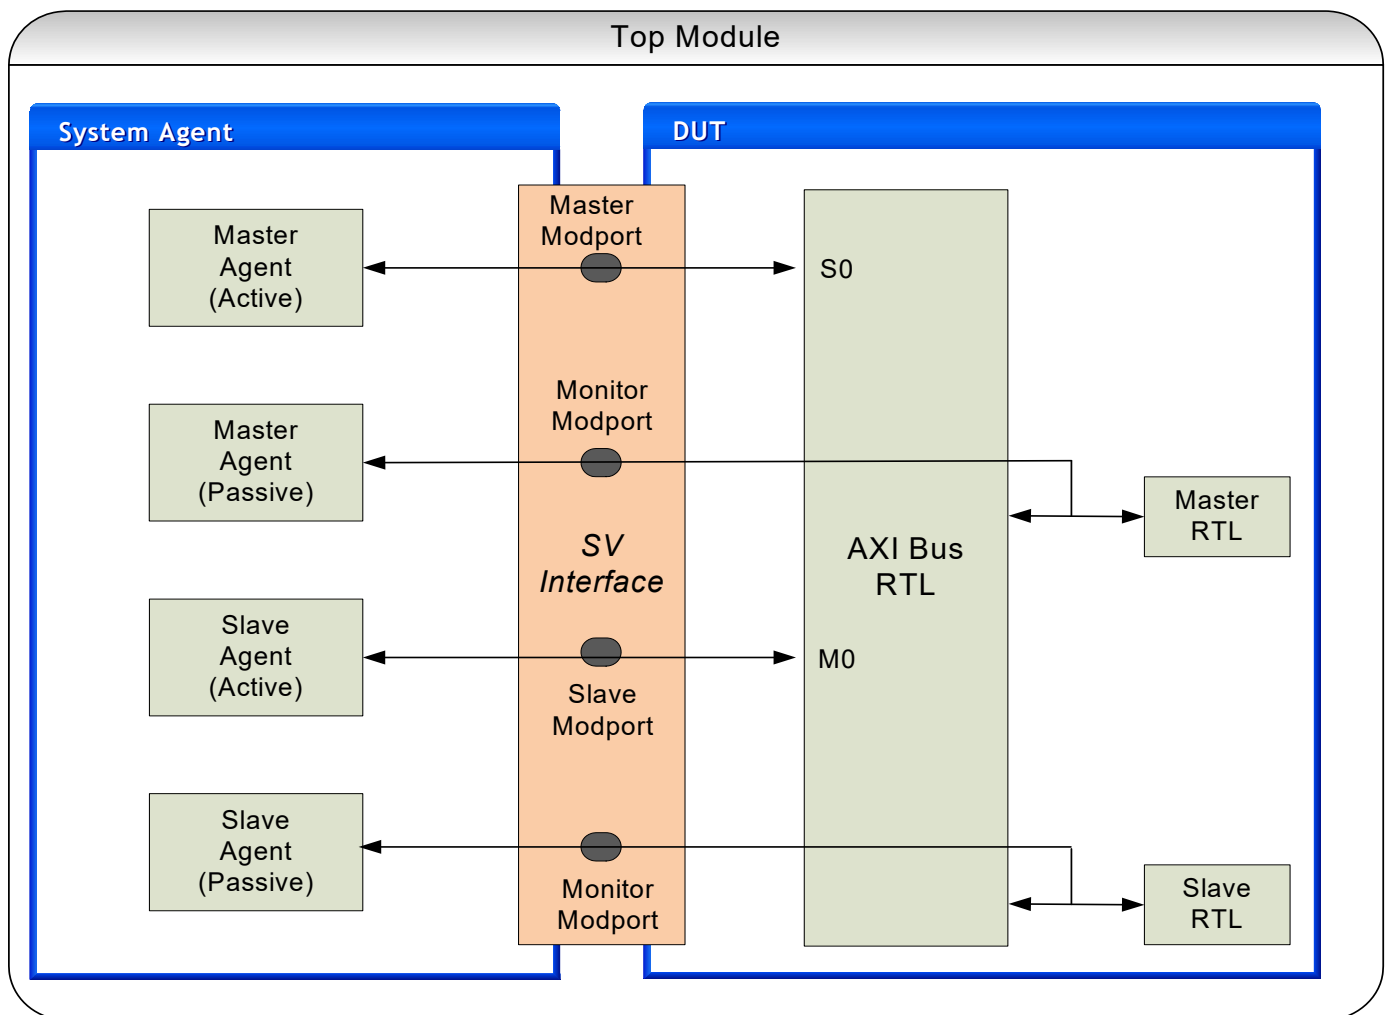 Top Module
System Agent
DUT
Master
Agent
(Active)
Master
Modport
S0
Master
Agent
(Passive)
Monitor
Modport
Master
RTL
SV
Interface
AXI Bus
RTL
Slave
Agent
(Active)
Slave
Modport
M0
Slave
Agent
(Passive)
Monitor
Modport
Slave
RTL